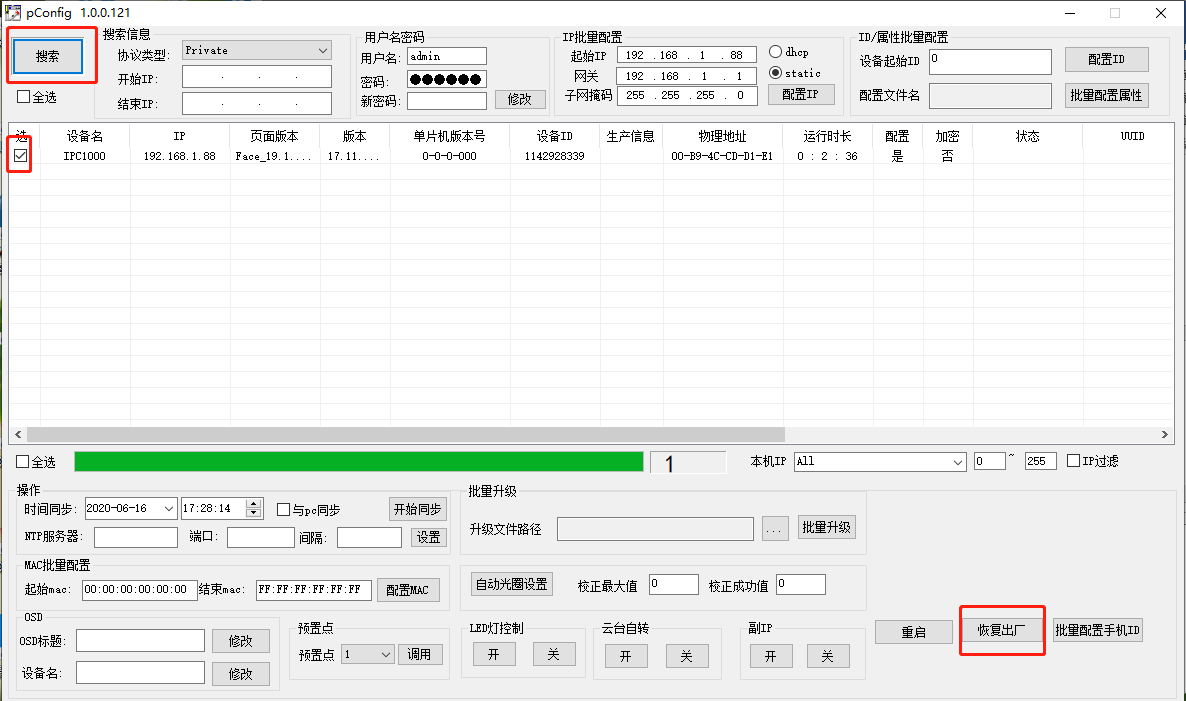 pConfig 1.0.0.121
搜索
全选
搜索信息
协议类型: Private
开始IP: . . .
结束IP: . . .
用户名密码
用户名: admin
密码: ●●●●●●
新密码: 修改
IP批量配置
起始IP 192 .168 . 1 . 88
网关 192 .168 . 1 . 1
子网掩码 255 .255 .255 . 0
dhcp
static
配置IP
ID/属性批量配置
设备起始ID 0 配置ID
配置文件名 批量配置属性
选 设备名 IP 页面版本 版本 单片机版本号 设备ID 生产信息 物理地址 运行时长 配置 加密 状态 UUID
IPC1000 192.168.1.88 Face_19.1.... 17.11.... 0-0-0-000 1142928339 00-B9-4C-CD-D1-E1 0 : 2 : 36 是 否
全选 1 本机IP All 0 ~ 255 IP过滤
操作
时间同步: 2020-06-16 17:28:14 与pc同步 开始同步
NTP服务器: 端口: 间隔: 设置
MAC批量配置
起始mac: 00:00:00:00:00:00 结束mac: FF:FF:FF:FF:FF:FF 配置MAC
OSD
OSD标题: 修改
设备名: 修改
预置点
预置点 1 调用
批量升级
升级文件路径 ... 批量升级
自动光圈设置 校正最大值 0 校正成功值 0
LED灯控制
开 关
云台自转
开 关
副IP
开 关
重启 恢复出厂 批量配置手机ID